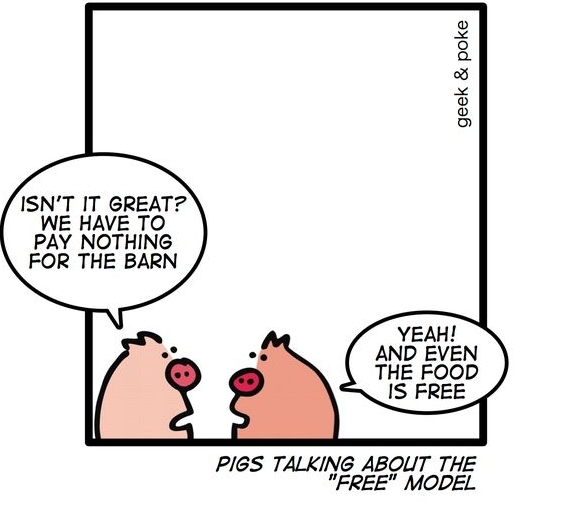 geek & poke
ISN'T IT GREAT?
WE HAVE TO
PAY NOTHING
FOR THE BARN
YEAH!
AND EVEN
THE FOOD
IS FREE
PIGS TALKING ABOUT THE
"FREE" MODEL